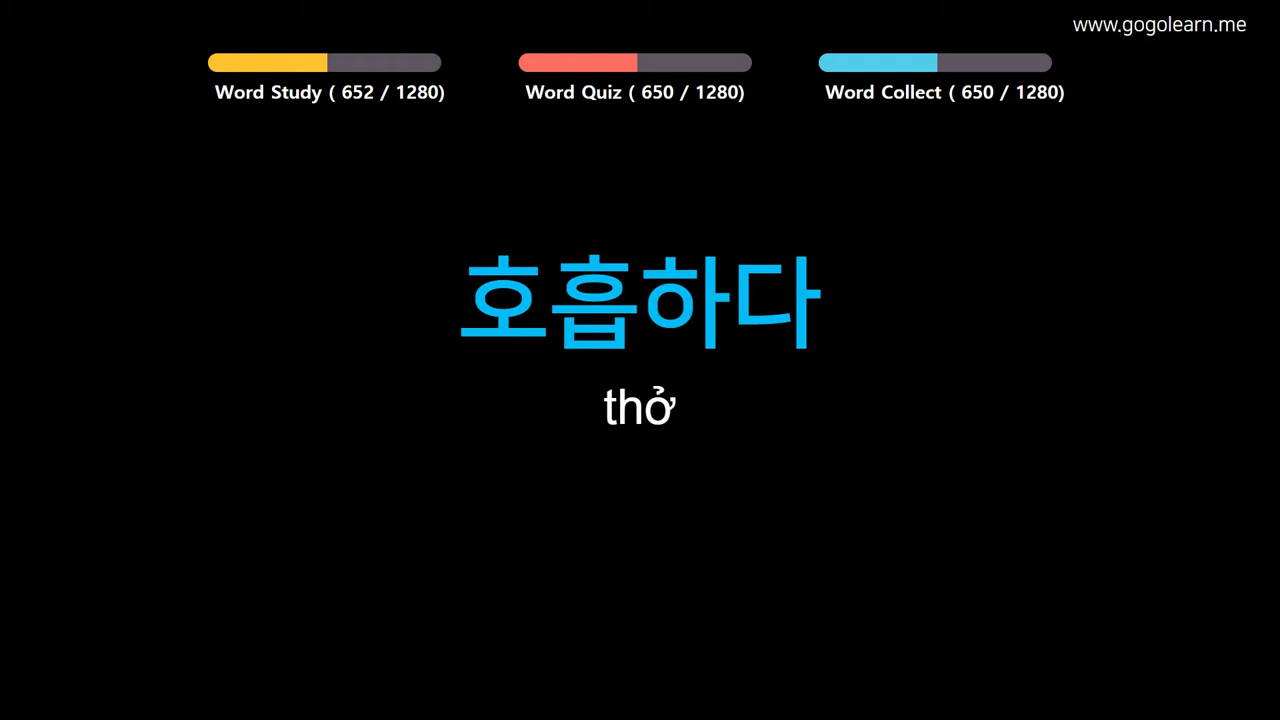 www.gogolearn.me
Word Study ( 652 / 1280)
Word Quiz ( 650 / 1280)
Word Collect ( 650 / 1280)
호흡하다
thở